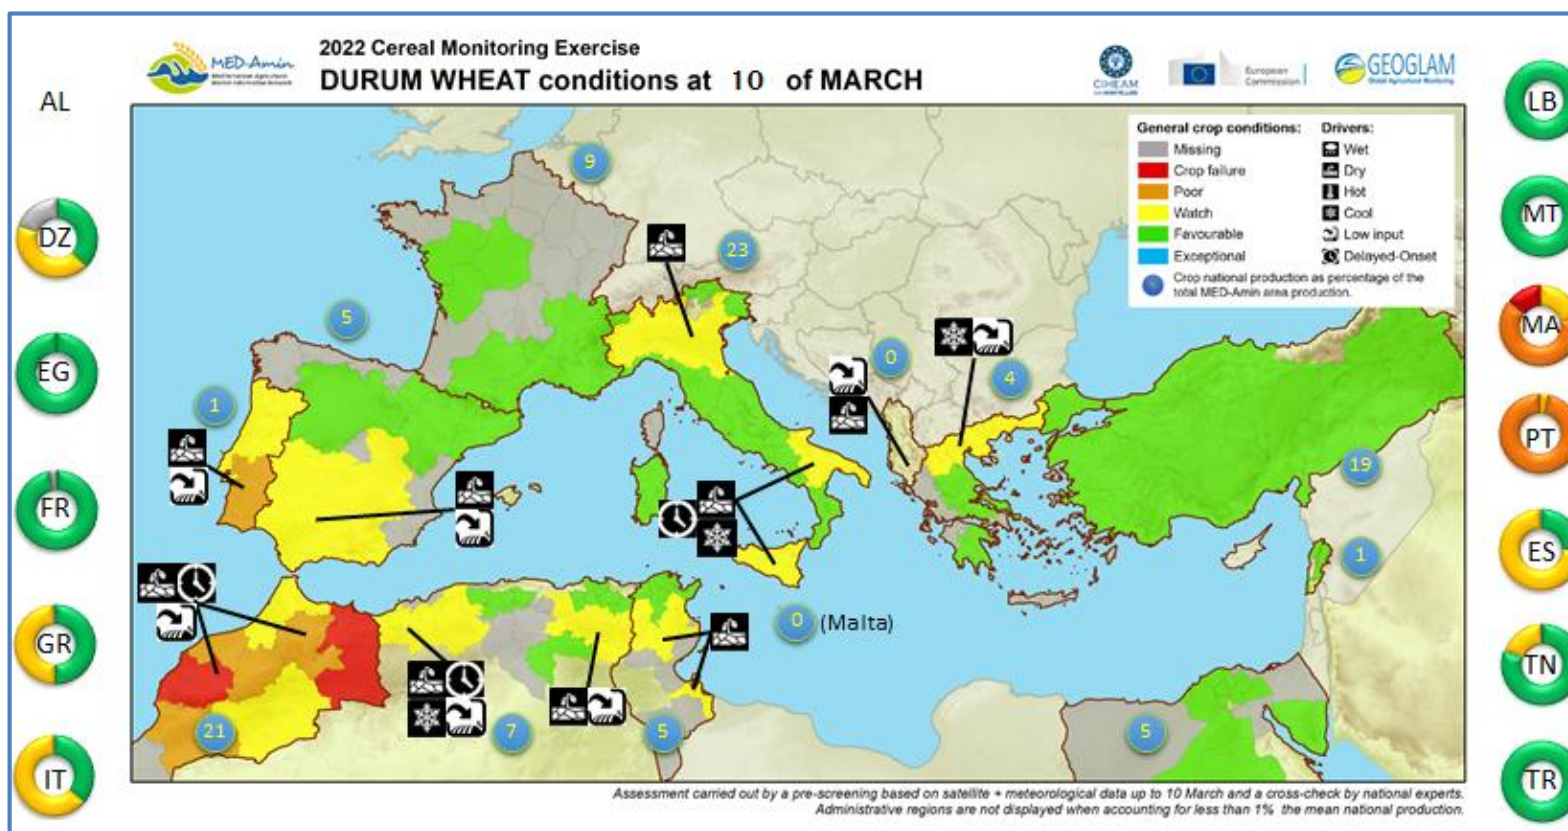 MED-Amin
2022 Cereal Monitoring Exercise
DURUM WHEAT conditions at 10 of MARCH
CIHEAM
European
Commission
GEOGLAM
Global Agricultural Monitoring
AL
DZ
EG
FR
GR
IT
LB
MT
MA
PT
ES
TN
TR
General crop conditions:
Missing
Crop failure
Poor
Watch
Favourable
Exceptional
Drivers:
Wet
Dry
Hot
Cool
Low input
Delayed-Onset
Crop national production as percentage of the
total MED-Amin area production.
9
23
5
1
0
4
19
1
0 (Malta)
21
7
5
5
Assessment carried out by a pre-screening based on satellite + meteorological data up to 10 March and a cross-check by national experts.
Administrative regions are not displayed when accounting for less than 1% the mean national production.